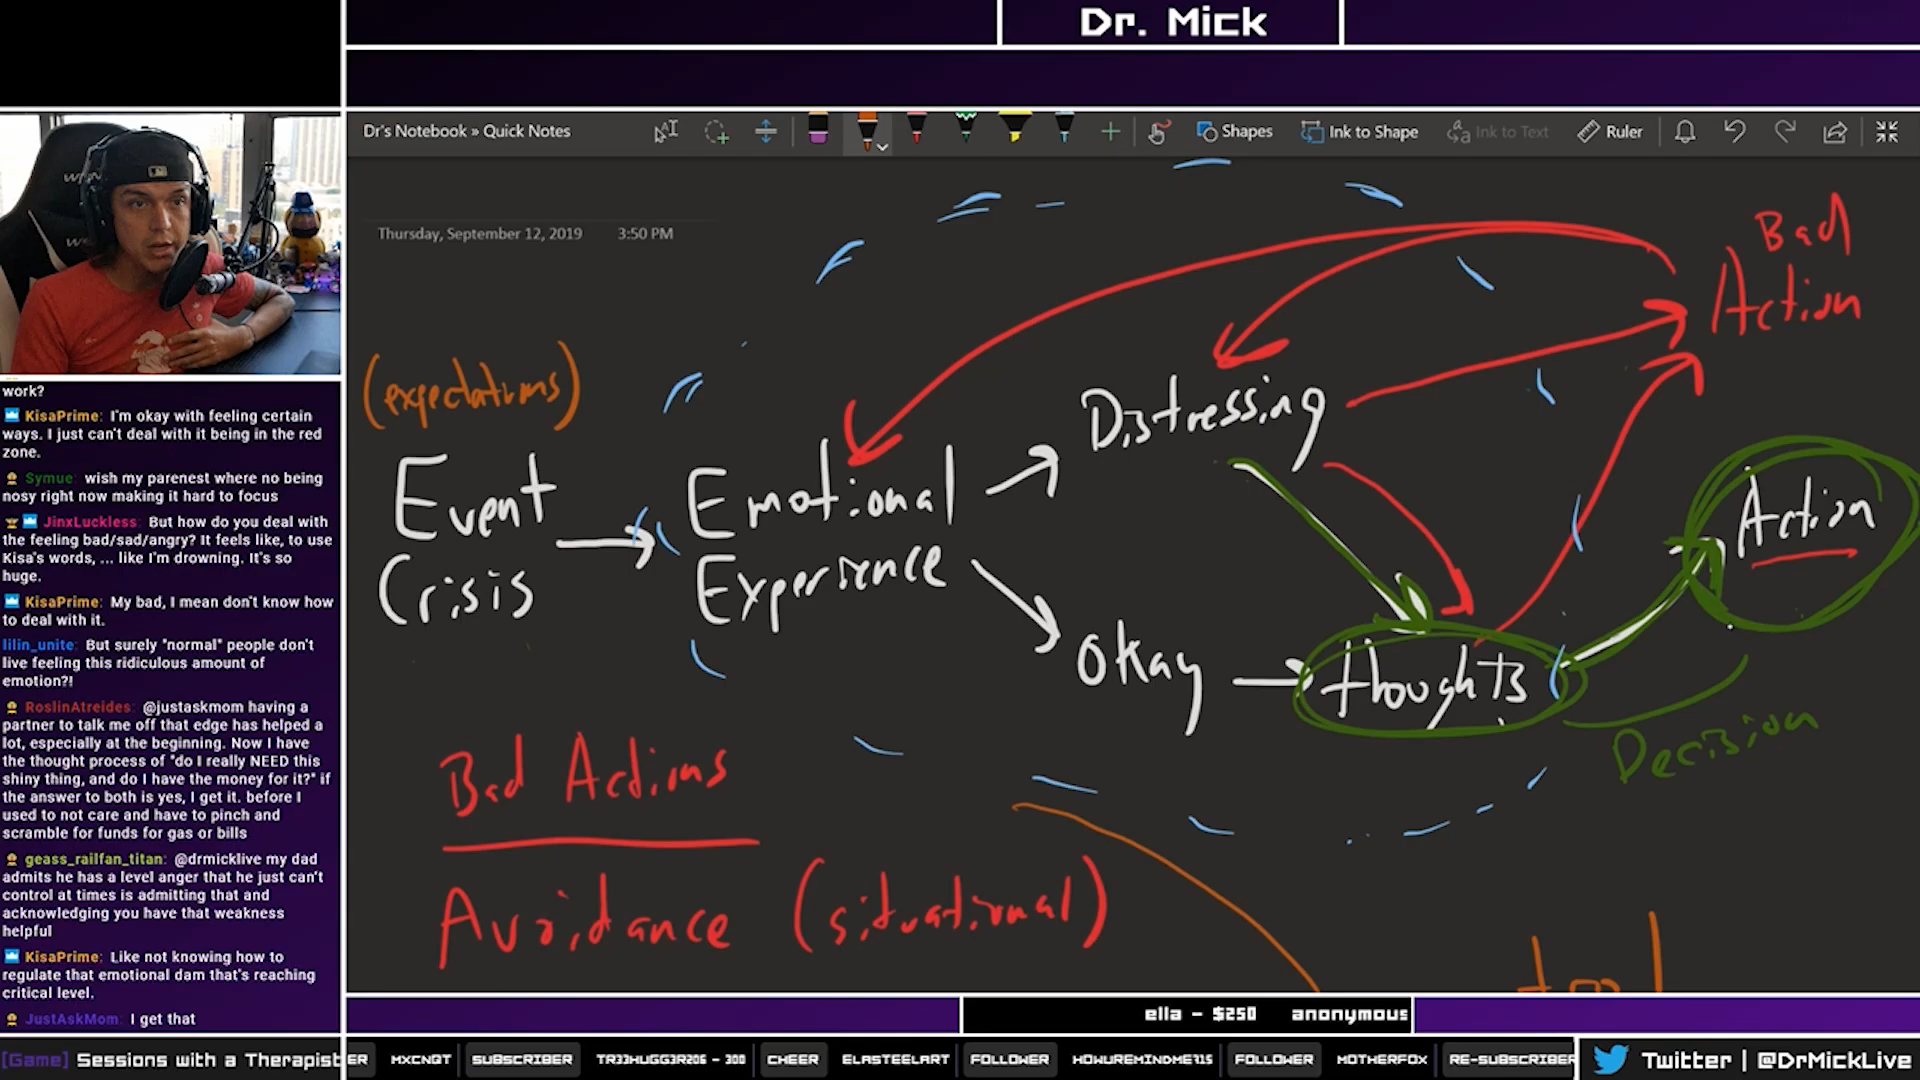 Dr. Mick
Dr's Notebook » Quick Notes
Shapes
Ink to Shape
Ink to Text
Ruler
Thursday, September 12, 2019 3:50 PM
(expectations)
Event
Crisis
Emotional
Experience
Distressing
Okay
thoughts
Bad
Action
Action
Decision
Bad Actions
Avoidance (situational)
work?
KisaPrime: I'm okay with feeling certain
ways. I just can't deal with it being in the red
zone.
Symue: wish my parenest where no being
nosy right now making it hard to focus
JinxLuckless: But how do you deal with
the feeling bad/sad/angry? It feels like, to use
Kisa's words, ... like I'm drowning. It's so
huge.
KisaPrime: My bad, I mean don't know how
to deal with it.
lilin_unite: But surely "normal" people don't
live feeling this ridiculous amount of
emotion?!
RoslinAtreides: @justaskmom having a
partner to talk me off that edge has helped a
lot, especially at the beginning. Now I have
the thought process of "do I really NEED this
shiny thing, and do I have the money for it?" if
the answer to both is yes, I get it. before I
used to not care and have to pinch and
scramble for funds for gas or bills
geass_railfan_titan: @drmicklive my dad
admits he has a level anger that he just can't
control at times is admitting that and
acknowledging you have that weakness
helpful
KisaPrime: Like not knowing how to
regulate that emotional dam that's reaching
critical level.
JustAskMom: I get that
ella - $250 anonymous
[Game] Sessions with a Therapist
ER MXCNQT SUBSCRIBER TR33HUGG3R206 - 300 CHEER ELASTEELART FOLLOWER HOWUREMINDME715 FOLLOWER MOTHERFOX RE-SUBSCRIBER
Twitter | @DrMickLive